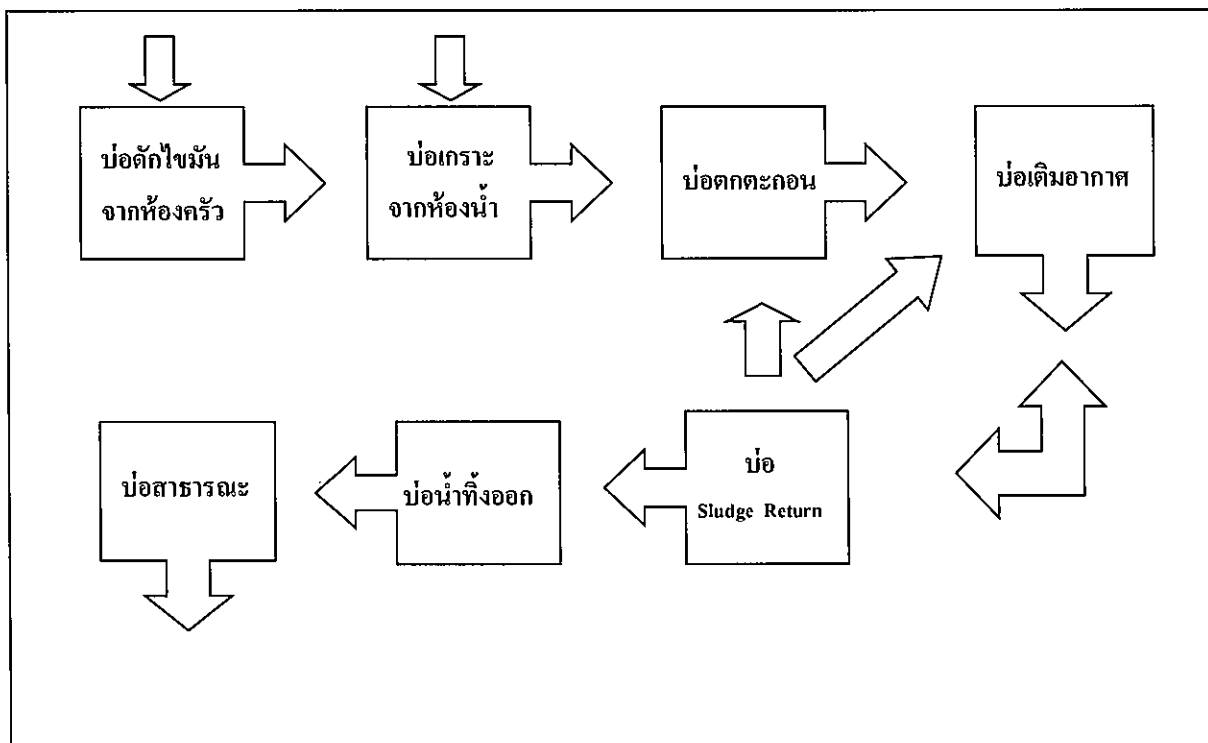 บ่อดักไขมัน
จากห้องครัว
บ่อเกราะ
จากห้องน้ำ
บ่อตกตะกอน
บ่อเติมอากาศ
บ่อสาธารณะ
บ่อน้ำทิ้งออก
บ่อ
Sludge Return